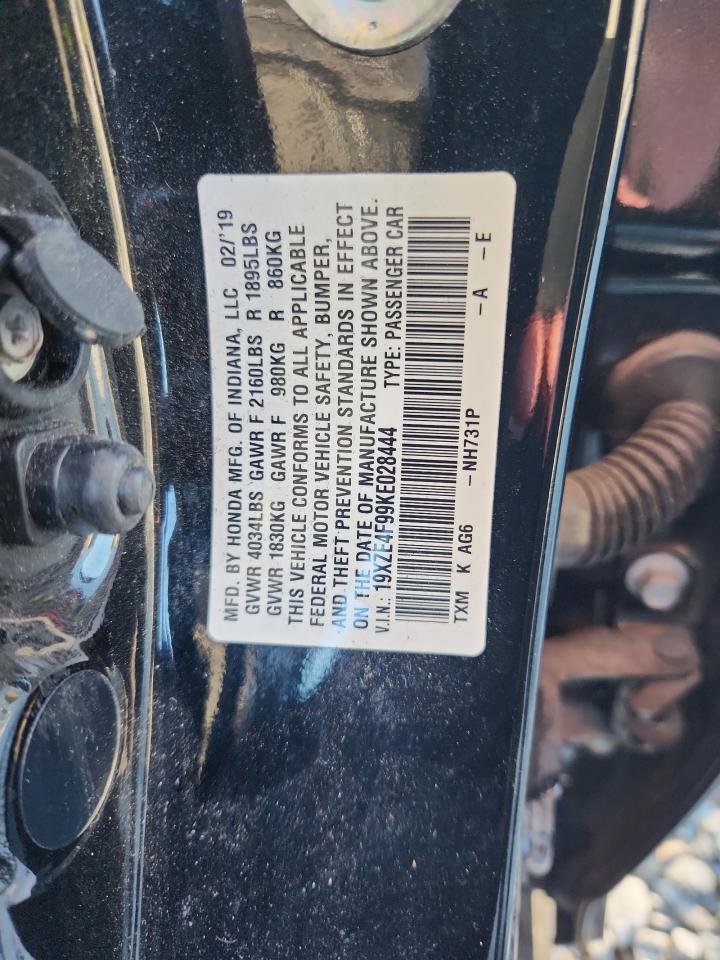 MFD. BY HONDA MFG. OF INDIANA, LLC 02/'19
GVWR 4034LBS GAWR F 2160LBS R 1895LBS
GVWR 1830KG GAWR F 980KG R 860KG
THIS VEHICLE CONFORMS TO ALL APPLICABLE
FEDERAL MOTOR VEHICLE SAFETY, BUMPER,
AND THEFT PREVENTION STANDARDS IN EFFECT
ON THE DATE OF MANUFACTURE SHOWN ABOVE.
V.I.N.: 19XZE4F99KE028444 TYPE: PASSENGER CAR
TXM K AG6 -NH731P -A -E